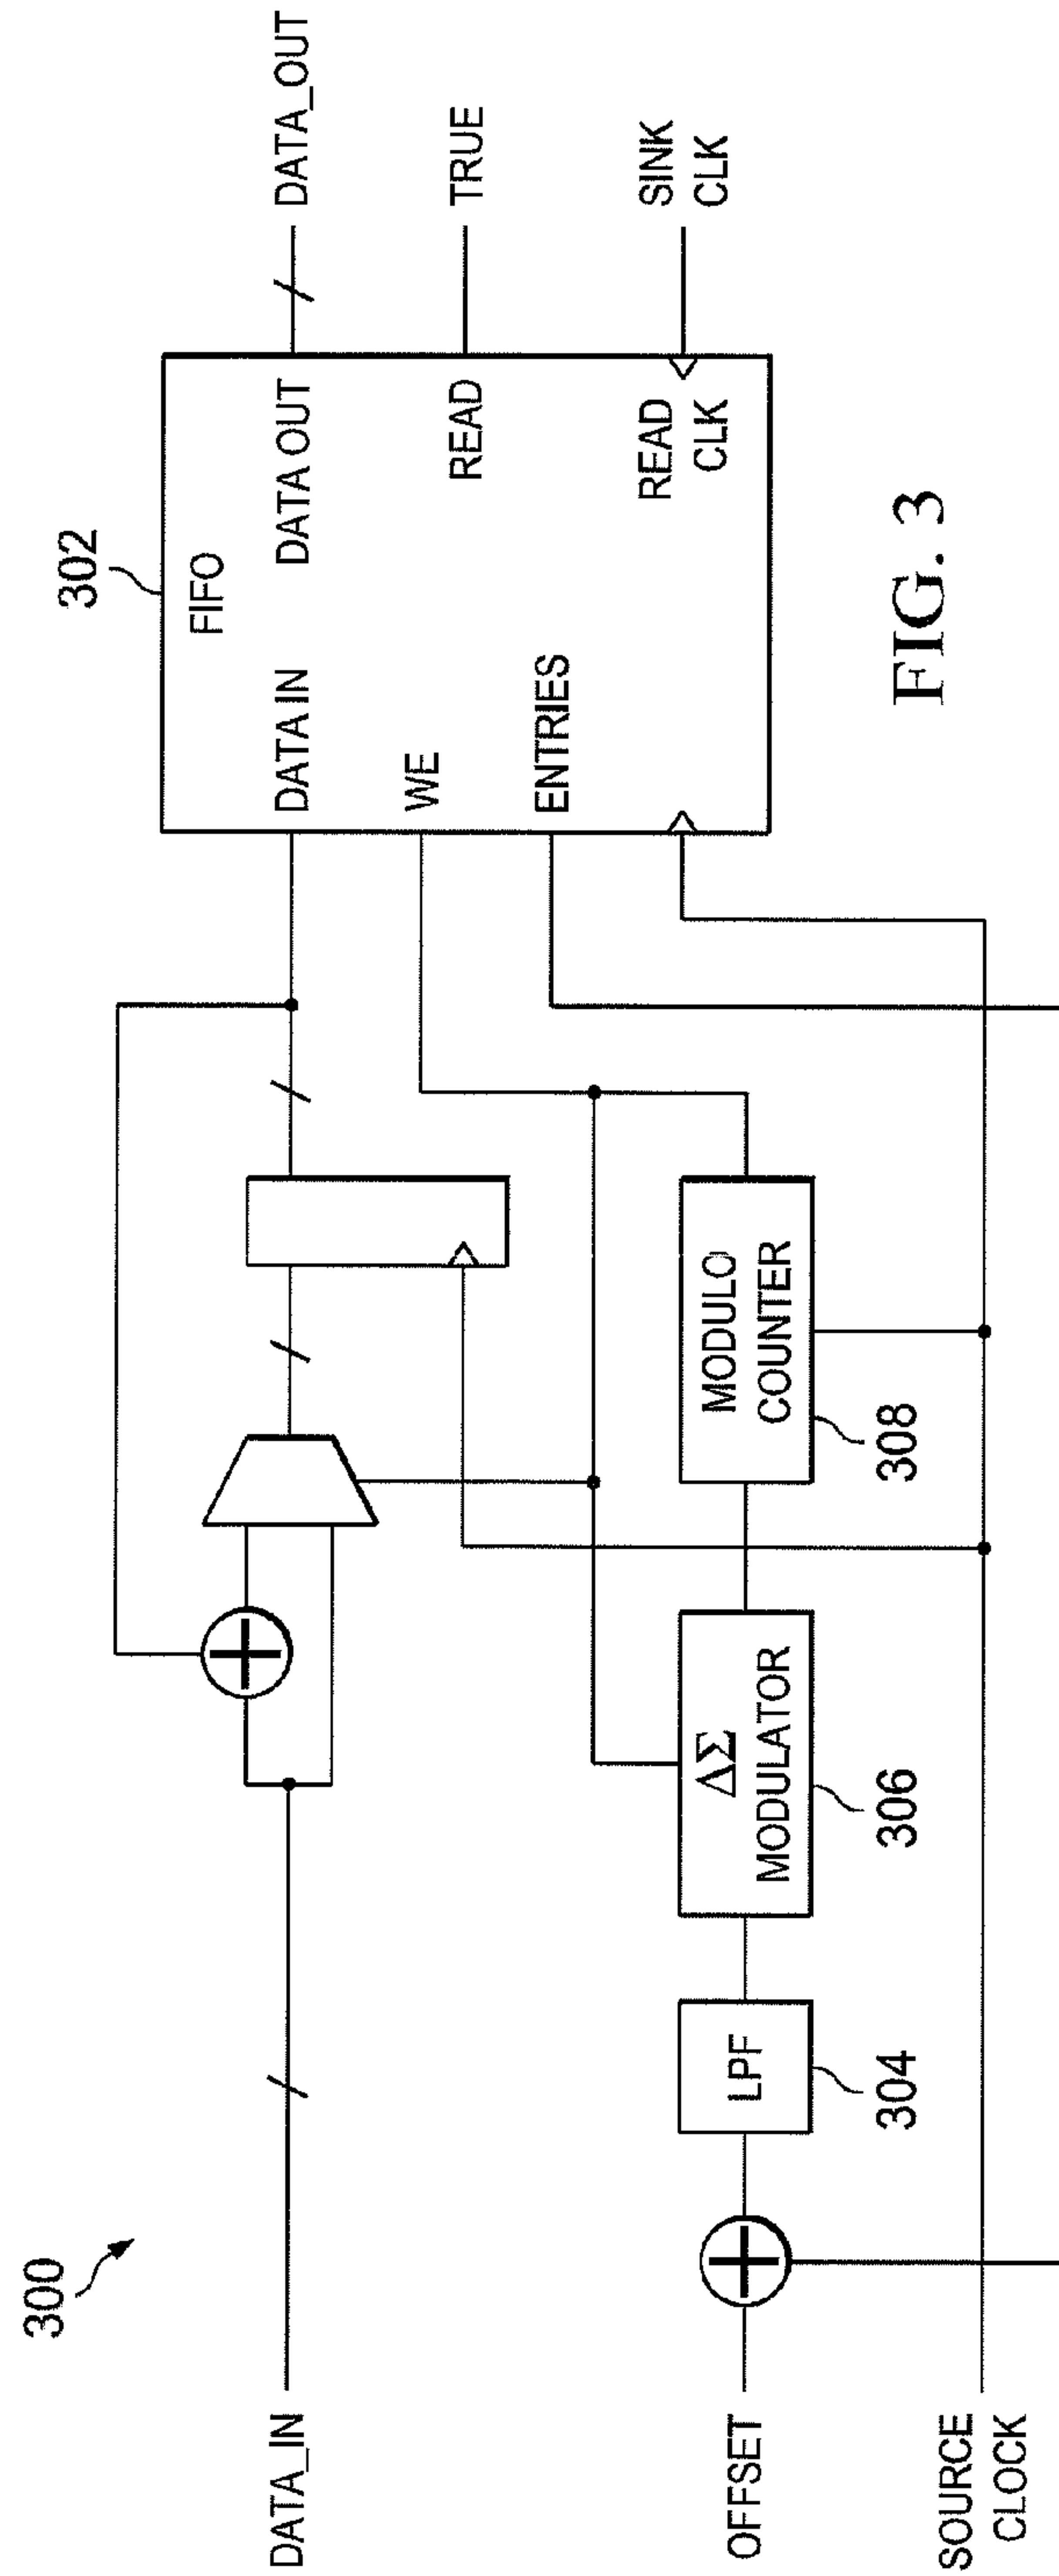 300
DATA_IN
OFFSET
SOURCE
CLOCK
LPF
304
ΔΣ
MODULATOR
306
MODULO
COUNTER
308
302
FIFO
DATA IN
DATA OUT
WE
READ
ENTRIES
READ
CLK
DATA_OUT
TRUE
SINK
CLK
FIG. 3